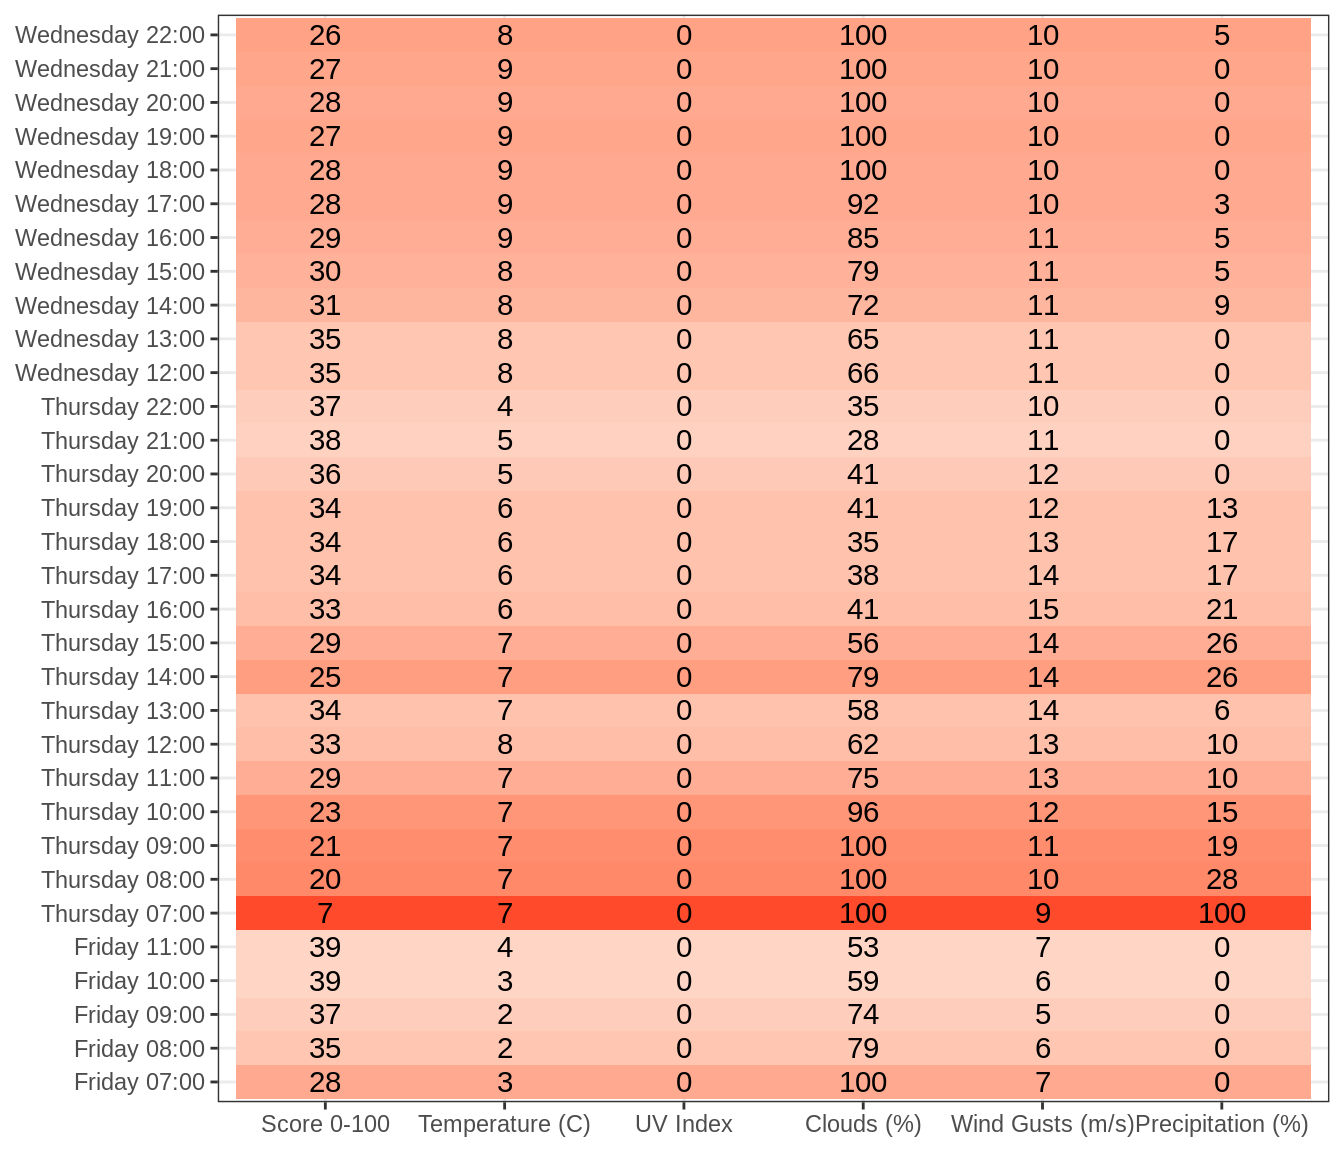 Wednesday 22:00 26 8 0 100 10 5
Wednesday 21:00 27 9 0 100 10 0
Wednesday 20:00 28 9 0 100 10 0
Wednesday 19:00 27 9 0 100 10 0
Wednesday 18:00 28 9 0 100 10 0
Wednesday 17:00 28 9 0 92 10 3
Wednesday 16:00 29 9 0 85 11 5
Wednesday 15:00 30 8 0 79 11 5
Wednesday 14:00 31 8 0 72 11 9
Wednesday 13:00 35 8 0 65 11 0
Wednesday 12:00 35 8 0 66 11 0
Thursday 22:00 37 4 0 35 10 0
Thursday 21:00 38 5 0 28 11 0
Thursday 20:00 36 5 0 41 12 0
Thursday 19:00 34 6 0 41 12 13
Thursday 18:00 34 6 0 35 13 17
Thursday 17:00 34 6 0 38 14 17
Thursday 16:00 33 6 0 41 15 21
Thursday 15:00 29 7 0 56 14 26
Thursday 14:00 25 7 0 79 14 26
Thursday 13:00 34 7 0 58 14 6
Thursday 12:00 33 8 0 62 13 10
Thursday 11:00 29 7 0 75 13 10
Thursday 10:00 23 7 0 96 12 15
Thursday 09:00 21 7 0 100 11 19
Thursday 08:00 20 7 0 100 10 28
Thursday 07:00 7 7 0 100 9 100
Friday 11:00 39 4 0 53 7 0
Friday 10:00 39 3 0 59 6 0
Friday 09:00 37 2 0 74 5 0
Friday 08:00 35 2 0 79 6 0
Friday 07:00 28 3 0 100 7 0
Score 0-100 Temperature (C) UV Index Clouds (%) Wind Gusts (m/s) Precipitation (%)